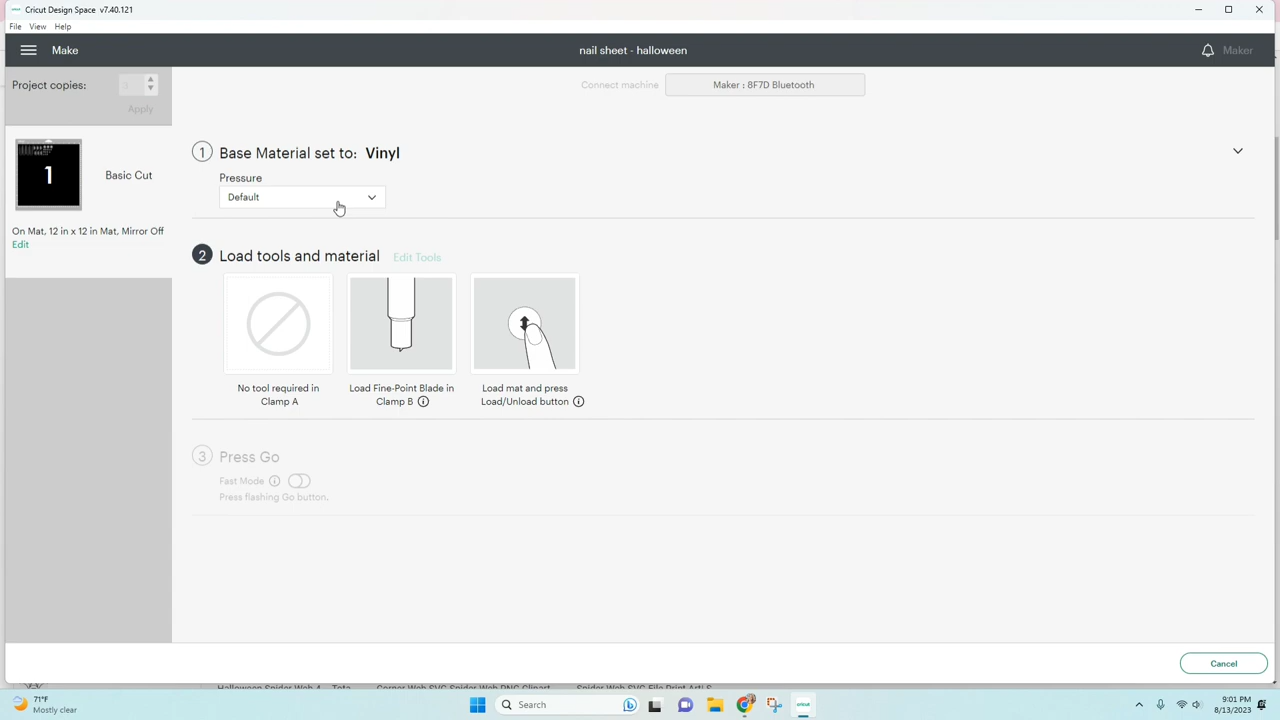 Cricut Design Space v7.40.121
File View Help
Make
nail sheet - halloween
Maker
Project copies:
Apply
Connect machine
Maker : 8F7D Bluetooth
1
Basic Cut
On Mat, 12 in x 12 in Mat, Mirror Off
Edit
1 Base Material set to: Vinyl
Pressure
Default
2 Load tools and material Edit Tools
No tool required in
Clamp A
Load Fine-Point Blade in
Clamp B
Load mat and press
Load/Unload button
3 Press Go
Fast Mode
Press flashing Go button.
Cancel
71°F
Mostly clear
Search
cricut
9:01 PM
8/13/2023